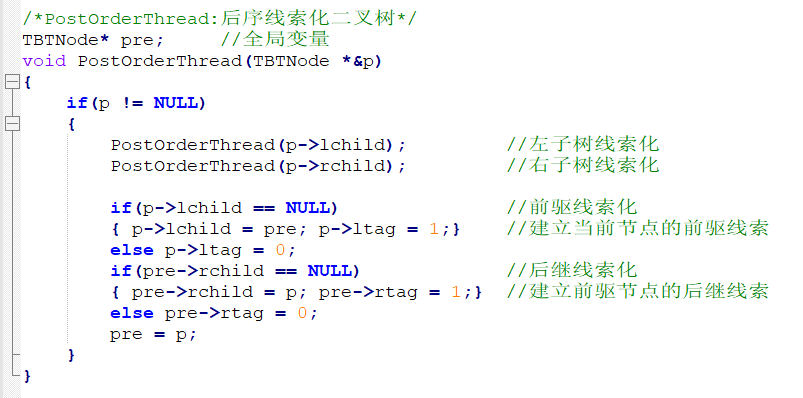 /*PostOrderThread:后序线索化二叉树*/
TBTNode* pre;     //全局变量
void PostOrderThread(TBTNode *&p)
{
    if(p != NULL)
    {
        PostOrderThread(p->lchild);         //左子树线索化
        PostOrderThread(p->rchild);         //右子树线索化

        if(p->lchild == NULL)               //前驱线索化
        { p->lchild = pre; p->ltag = 1;}    //建立当前节点的前驱线索
        else p->ltag = 0;
        if(pre->rchild == NULL)             //后继线索化
        { pre->rchild = p; pre->rtag = 1;}  //建立前驱节点的后继线索
        else pre->rtag = 0;
        pre = p;
    }
}